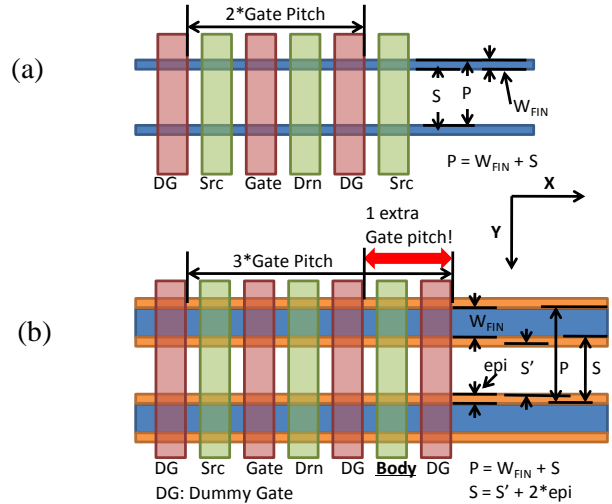 2*Gate Pitch
(a)
S
P
W_FIN
P = W_FIN + S
DG Src Gate Drn DG Src
X
Y
1 extra
Gate pitch!
3*Gate Pitch
(b)
W_FIN
epi
S'
P
S
DG Src Gate Drn DG Body DG
DG: Dummy Gate
P = W_FIN + S
S = S' + 2*epi